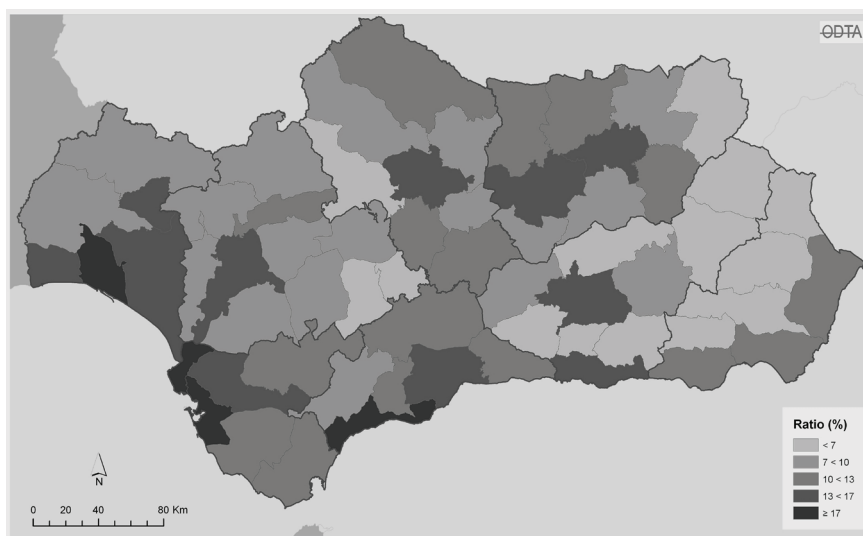 ODTA
Ratio (%)
< 7
7 < 10
10 < 13
13 < 17
≥ 17
N
0 20 40 80 Km